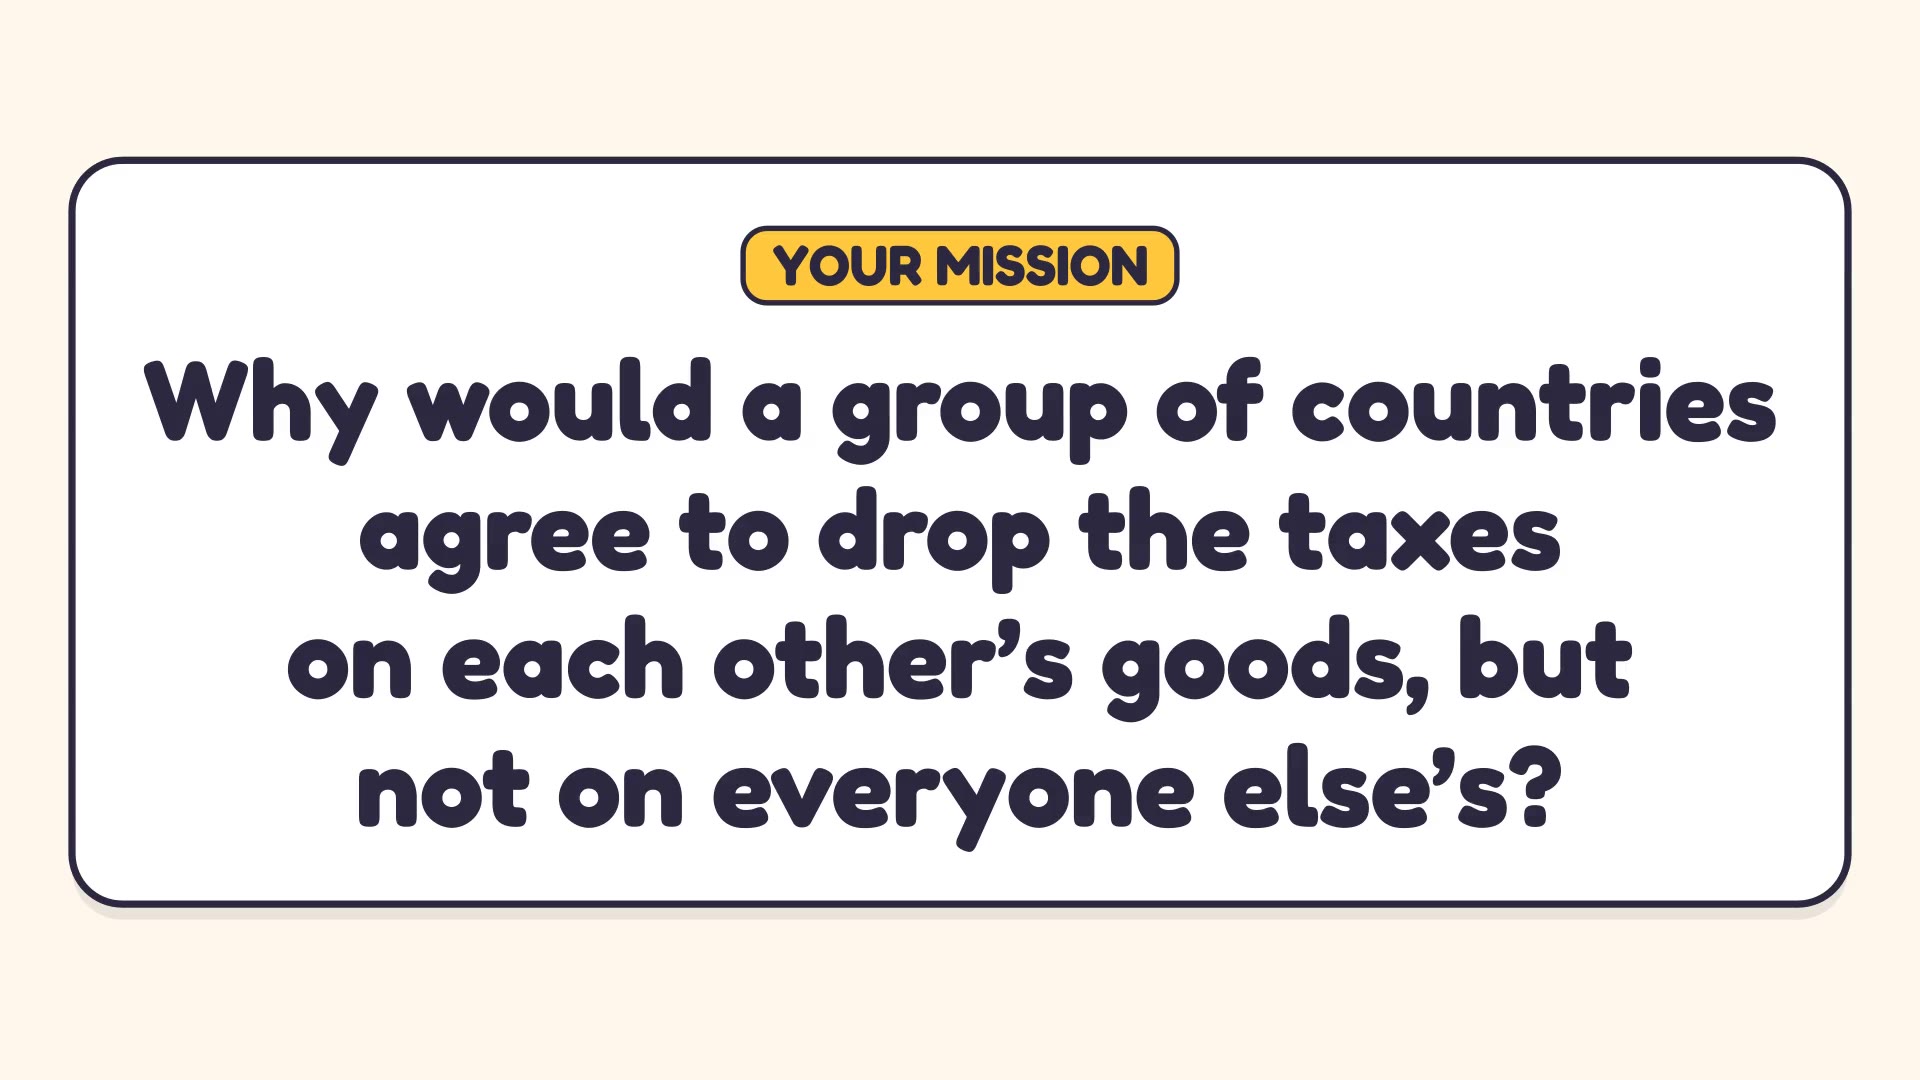 YOUR MISSION
Why would a group of countries
agree to drop the taxes
on each other’s goods, but
not on everyone else’s?